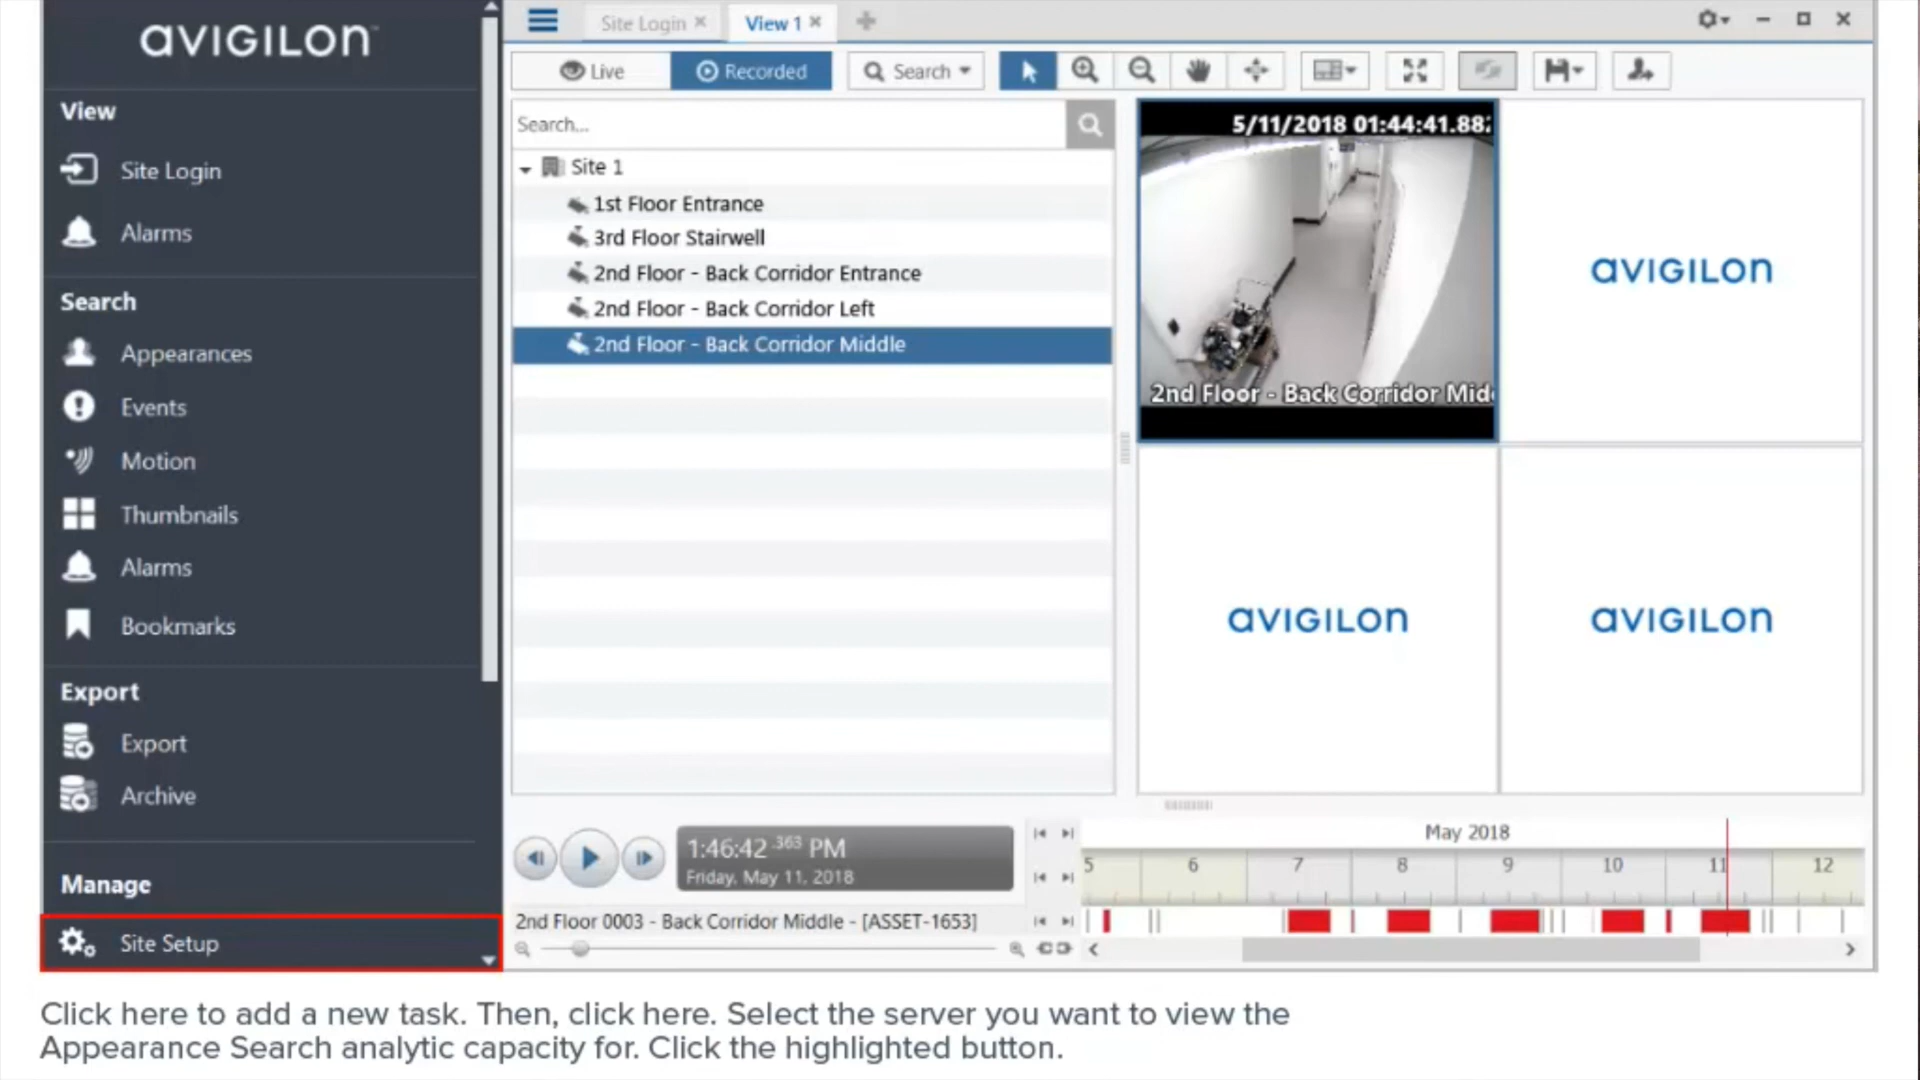 avigilon™
View
Site Login
Alarms
Search
Appearances
Events
Motion
Thumbnails
Alarms
Bookmarks
Export
Export
Archive
Manage
Site Setup
Site Login
View 1
Live
Recorded
Search
Search...
Site 1
1st Floor Entrance
3rd Floor Stairwell
2nd Floor - Back Corridor Entrance
2nd Floor - Back Corridor Left
2nd Floor - Back Corridor Middle
5/11/2018 01:44:41.882
2nd Floor - Back Corridor Mid
avigilon
avigilon
avigilon
1:46:42 .363 PM
Friday, May 11, 2018
May 2018
5 6 7 8 9 10 11 12
2nd Floor 0003 - Back Corridor Middle - [ASSET-1653]
Click here to add a new task. Then, click here. Select the server you want to view the
Appearance Search analytic capacity for. Click the highlighted button.